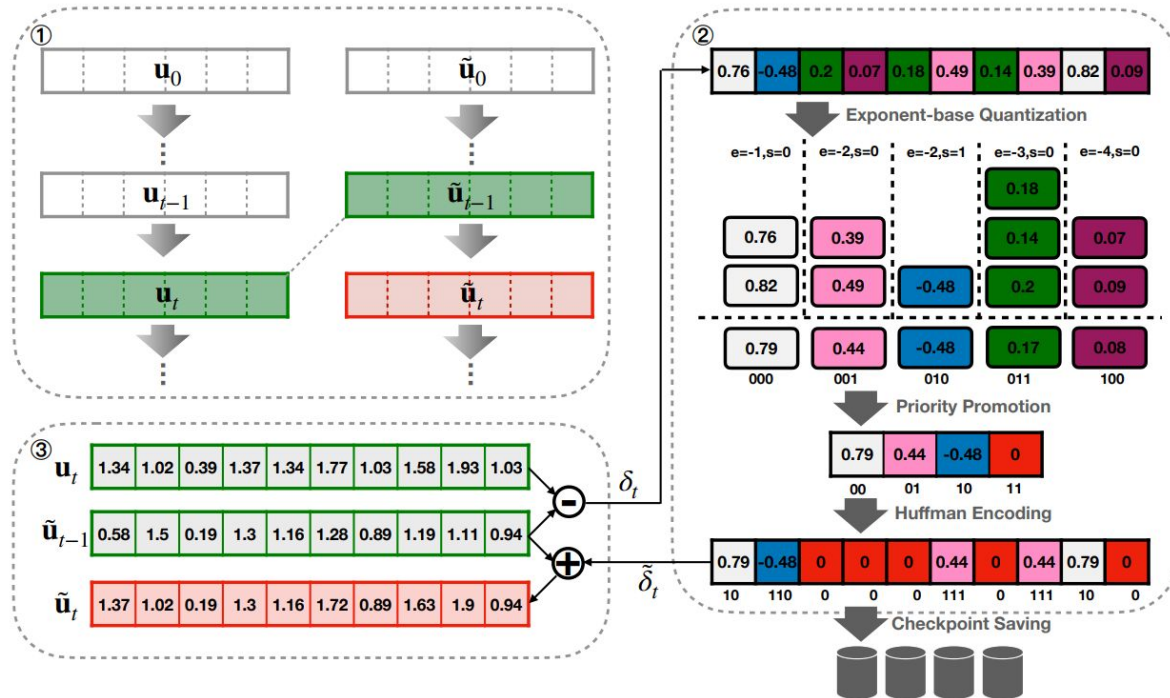 ①
u₀
ũ₀
uₜ₋₁
ũₜ₋₁
uₜ
ũₜ
②
0.76 -0.48 0.2 0.07 0.18 0.49 0.14 0.39 0.82 0.09
Exponent-base Quantization
e=-1,s=0 e=-2,s=0 e=-2,s=1 e=-3,s=0 e=-4,s=0
0.18
0.76 0.39 0.14 0.07
0.82 0.49 -0.48 0.2 0.09
0.79 0.44 -0.48 0.17 0.08
000 001 010 011 100
Priority Promotion
0.79 0.44 -0.48 0
00 01 10 11
Huffman Encoding
0.79 -0.48 0 0 0 0.44 0 0.44 0.79 0
10 110 0 0 0 111 0 111 10 0
Checkpoint Saving
③
uₜ 1.34 1.02 0.39 1.37 1.34 1.77 1.03 1.58 1.93 1.03
- δₜ
ũₜ₋₁ 0.58 1.5 0.19 1.3 1.16 1.28 0.89 1.19 1.11 0.94
+ δ̃ₜ
ũₜ 1.37 1.02 0.19 1.3 1.16 1.72 0.89 1.63 1.9 0.94